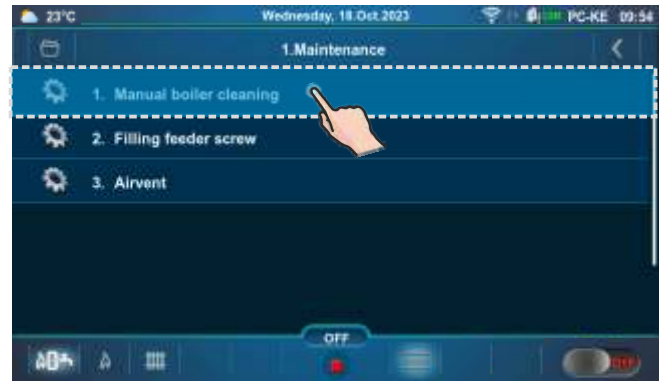 23°C Wednesday, 18.Oct.2023 PC-KE 09:54
1.Maintenance
1. Manual boiler cleaning
2. Filling feeder screw
3. Airvent
OFF
OFF